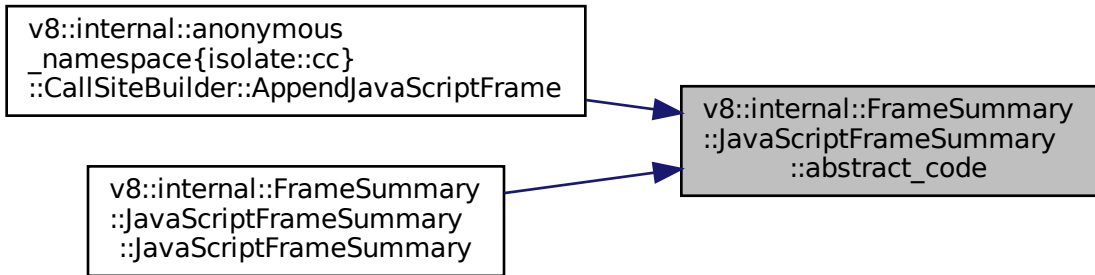 v8::internal::anonymous
_namespace{isolate::cc}
::CallSiteBuilder::AppendJavaScriptFrame
v8::internal::FrameSummary
::JavaScriptFrameSummary
::abstract_code
v8::internal::FrameSummary
::JavaScriptFrameSummary
::JavaScriptFrameSummary